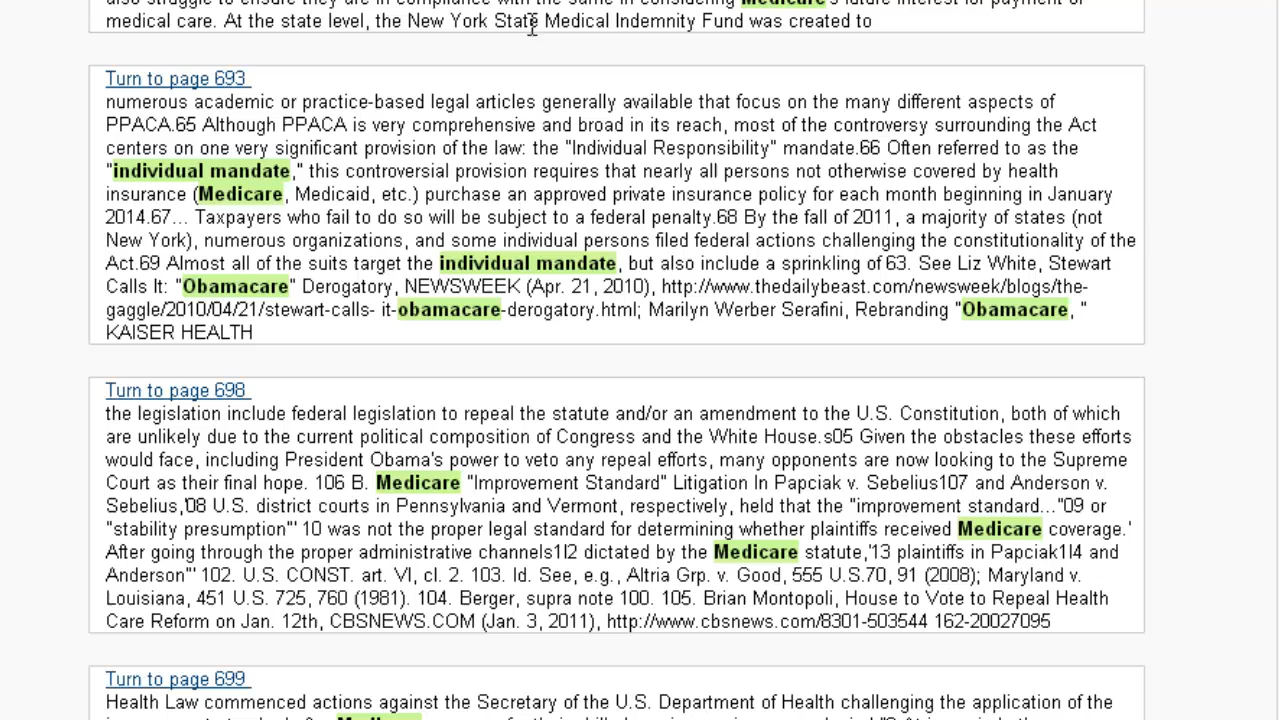 medical care. At the state level, the New York State Medical Indemnity Fund was created to
Turn to page 693
numerous academic or practice-based legal articles generally available that focus on the many different aspects of
PPACA.65 Although PPACA is very comprehensive and broad in its reach, most of the controversy surrounding the Act
centers on one very significant provision of the law: the "Individual Responsibility" mandate.66 Often referred to as the
"individual mandate," this controversial provision requires that nearly all persons not otherwise covered by health
insurance (Medicare, Medicaid, etc.) purchase an approved private insurance policy for each month beginning in January
2014.67... Taxpayers who fail to do so will be subject to a federal penalty.68 By the fall of 2011, a majority of states (not
New York), numerous organizations, and some individual persons filed federal actions challenging the constitutionality of the
Act.69 Almost all of the suits target the individual mandate, but also include a sprinkling of 63. See Liz White, Stewart
Calls It: "Obamacare" Derogatory, NEWSWEEK (Apr. 21, 2010), http://www.thedailybeast.com/newsweek/blogs/the-
gaggle/2010/04/21/stewart-calls- it-obamacare-derogatory.html; Marilyn Werber Serafini, Rebranding "Obamacare, "
KAISER HEALTH
Turn to page 698
the legislation include federal legislation to repeal the statute and/or an amendment to the U.S. Constitution, both of which
are unlikely due to the current political composition of Congress and the White House.s05 Given the obstacles these efforts
would face, including President Obama's power to veto any repeal efforts, many opponents are now looking to the Supreme
Court as their final hope. 106 B. Medicare "Improvement Standard" Litigation In Papciak v. Sebelius107 and Anderson v.
Sebelius,'08 U.S. district courts in Pennsylvania and Vermont, respectively, held that the "improvement standard..."09 or
"stability presumption"' 10 was not the proper legal standard for determining whether plaintiffs received Medicare coverage.'
After going through the proper administrative channels1l2 dictated by the Medicare statute,'13 plaintiffs in Papciak1l4 and
Anderson"' 102. U.S. CONST. art. VI, cl. 2. 103. Id. See, e.g., Altria Grp. v. Good, 555 U.S.70, 91 (2008); Maryland v.
Louisiana, 451 U.S. 725, 760 (1981). 104. Berger, supra note 100. 105. Brian Montopoli, House to Vote to Repeal Health
Care Reform on Jan. 12th, CBSNEWS.COM (Jan. 3, 2011), http://www.cbsnews.com/8301-503544 162-20027095
Turn to page 699
Health Law commenced actions against the Secretary of the U.S. Department of Health challenging the application of the